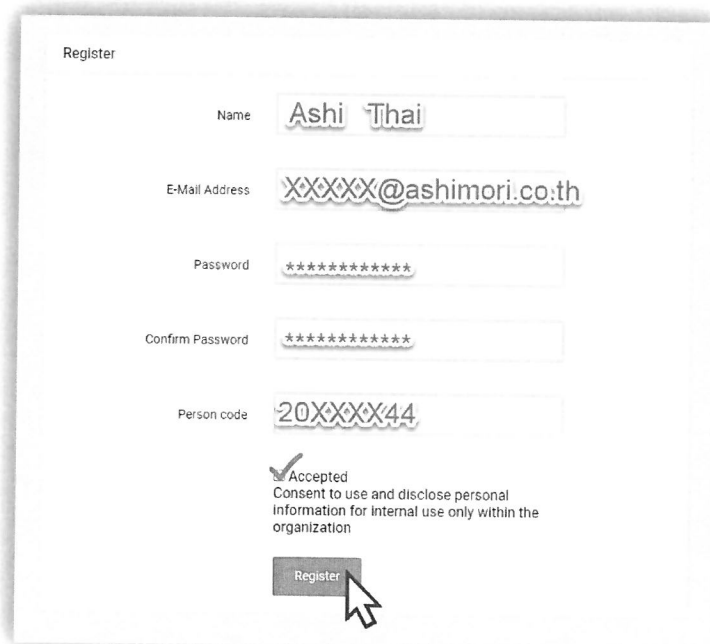 Register
Name Ashi Thai
E-Mail Address XXXXX@ashimori.co.th
Password ************
Confirm Password ************
Person code 20XXXX44
Accepted
Consent to use and disclose personal
information for internal use only within the
organization
Register